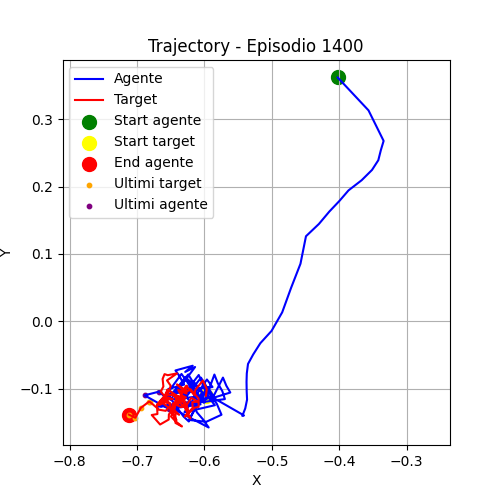 Trajectory - Episodio 1400
Agente
Target
Start agente
Start target
End agente
Ultimi target
Ultimi agente
0.3
0.2
0.1
0.0
−0.1
Y
−0.8
−0.7
−0.6
−0.5
−0.4
−0.3
X